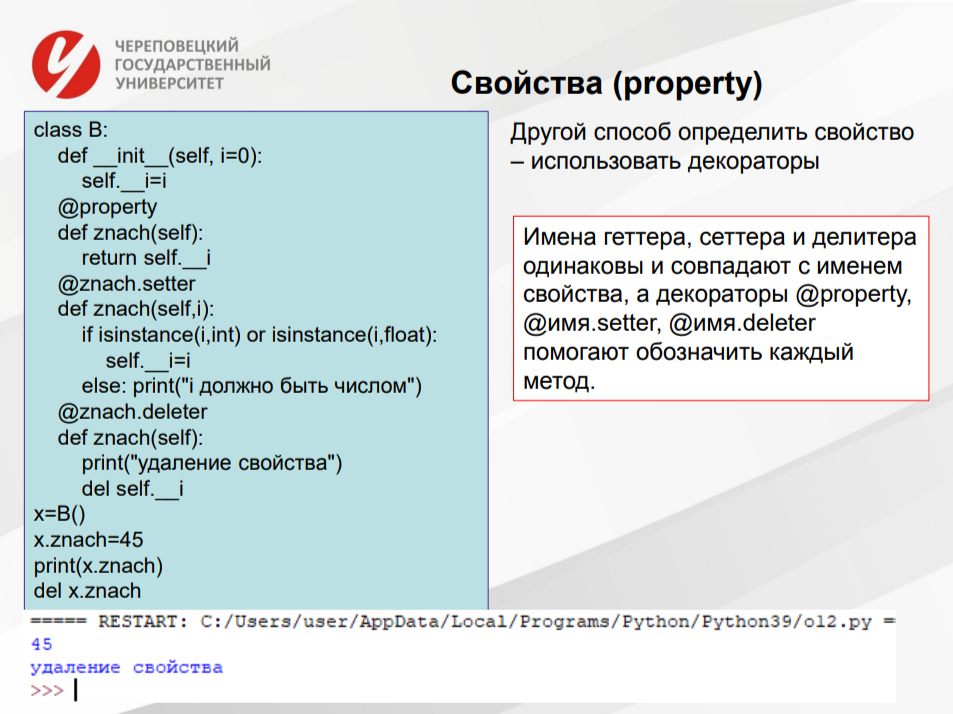 ЧЕРЕПОВЕЦКИЙ
ГОСУДАРСТВЕННЫЙ
УНИВЕРСИТЕТ
Свойства (property)
class B:
    def __init__(self, i=0):
        self.__i=i
    @property
    def znach(self):
        return self.__i
    @znach.setter
    def znach(self,i):
        if isinstance(i,int) or isinstance(i,float):
            self.__i=i
        else: print("i должно быть числом")
    @znach.deleter
    def znach(self):
        print("удаление свойства")
        del self.__i
x=B()
x.znach=45
print(x.znach)
del x.znach
Другой способ определить свойство
– использовать декораторы
Имена геттера, сеттера и делитера
одинаковы и совпадают с именем
свойства, а декораторы @property,
@имя.setter, @имя.deleter
помогают обозначить каждый
метод.
===== RESTART: C:/Users/user/AppData/Local/Programs/Python/Python39/o12.py =
45
удаление свойства
>>>